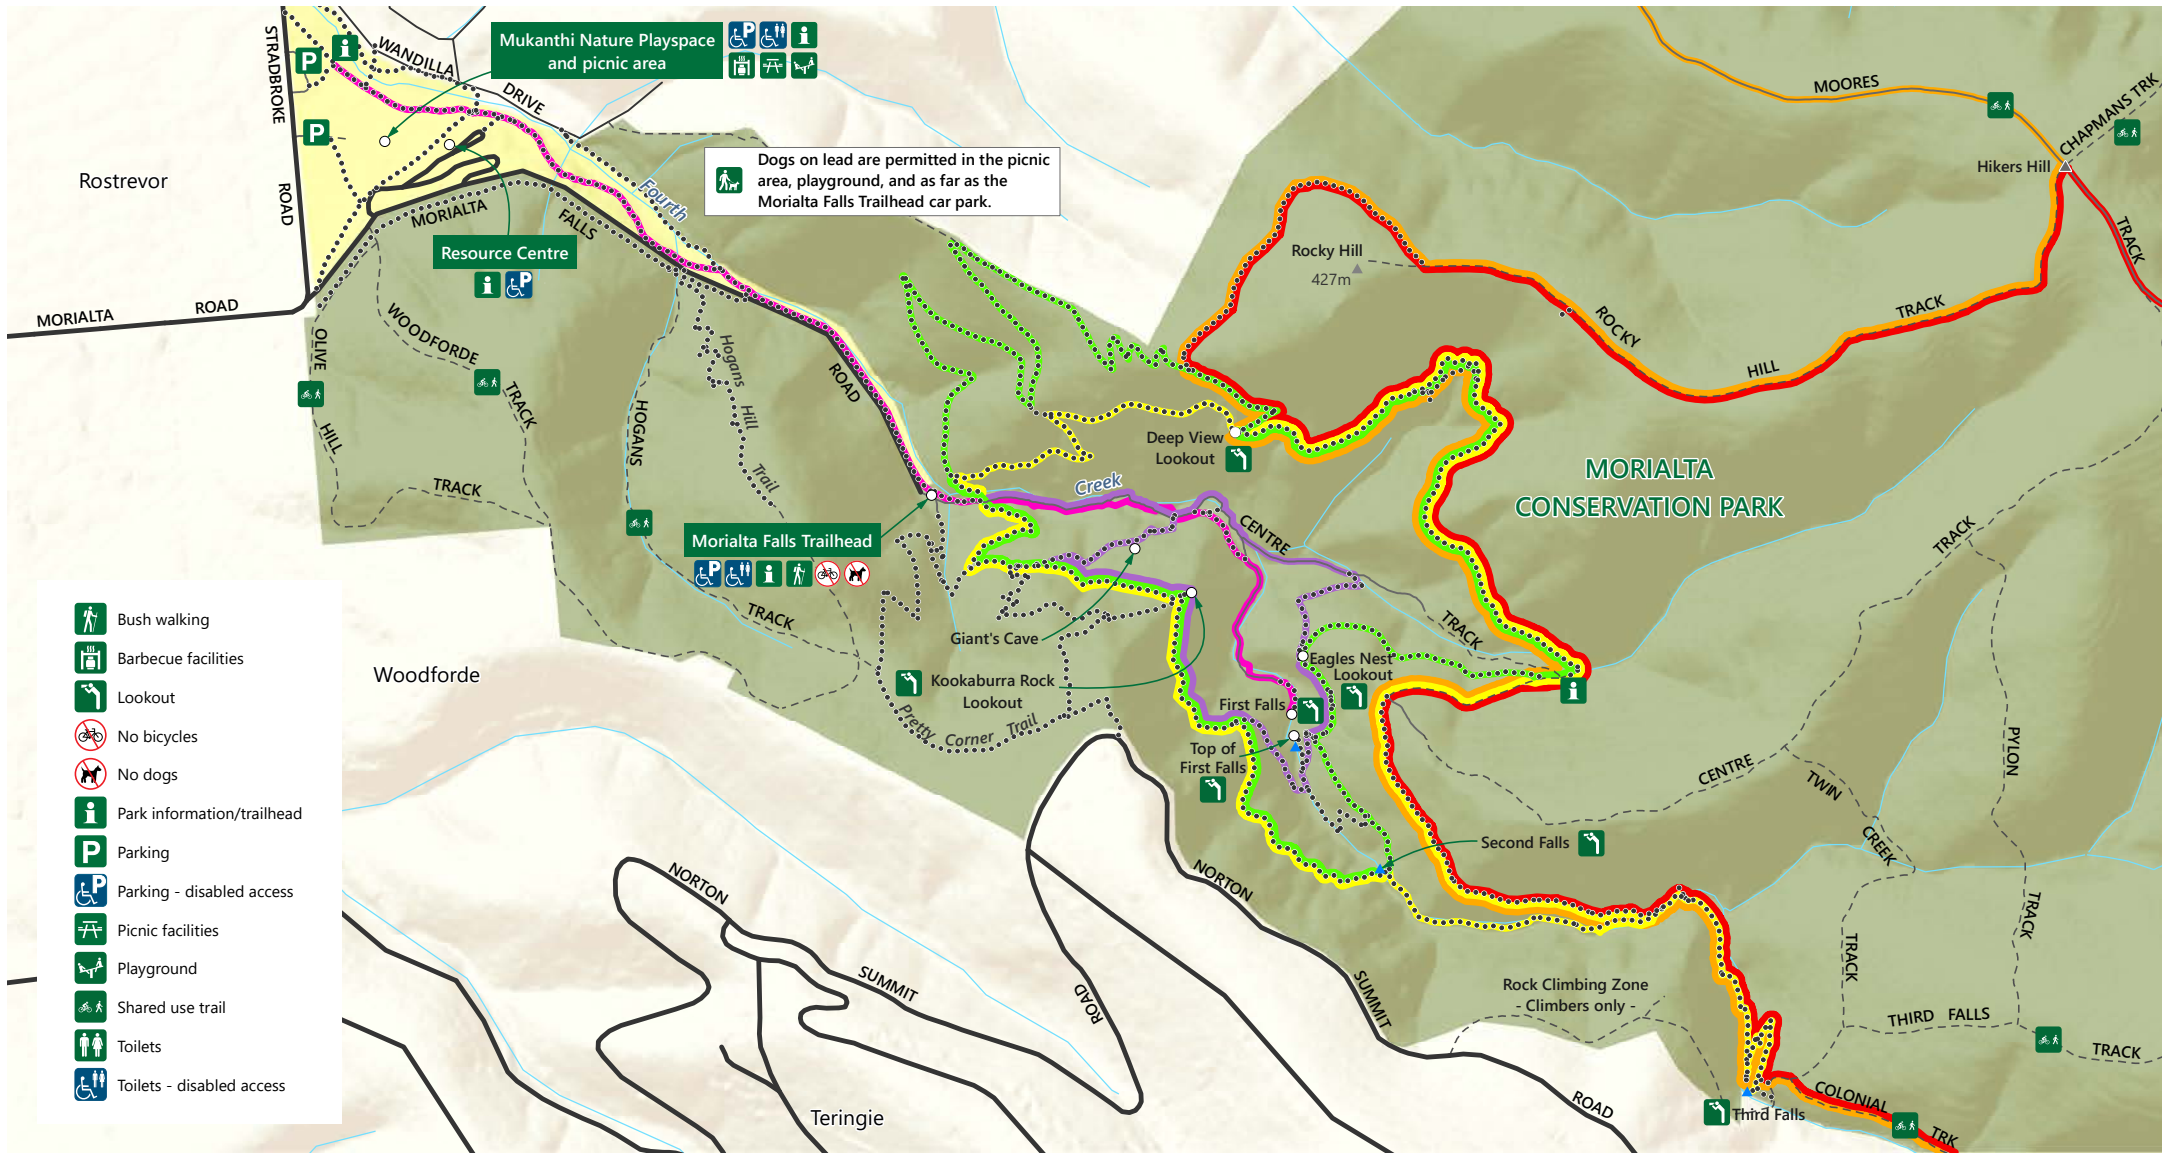 STRADBROKE
ROAD
WANDILLA
DRIVE
Mukanthi Nature Playspace
and picnic area
Rostrevor
Fourth
Dogs on lead are permitted in the picnic
area, playground, and as far as the
Morialta Falls Trailhead car park.
MORIALTA
FALLS
ROAD
Resource Centre
MORIALTA
ROAD
OLIVE
HILL
TRACK
WOODFORDE
TRACK
HOGANS
TRACK
Hogans
Hill
Trail
MOORES
CHAPMANS TRK
Hikers Hill
TRACK
Rocky Hill
427m
ROCKY
HILL
TRACK
Deep View
Lookout
Creek
MORIALTA
CONSERVATION PARK
Morialta Falls Trailhead
CENTRE
TRACK
Giant's Cave
Kookaburra Rock
Lookout
Pretty
Corner
Trail
Eagles Nest
Lookout
First Falls
Top of
First Falls
Second Falls
TRACK
PYLON
TRACK
CENTRE
TWIN
CREEK
TRACK
Woodforde
Rock Climbing Zone
- Climbers only -
THIRD FALLS
TRACK
COLONIAL
TRK
Third Falls
NORTON
SUMMIT
ROAD
NORTON
SUMMIT
ROAD
Teringie
Bush walking
Barbecue facilities
Lookout
No bicycles
No dogs
i Park information/trailhead
P Parking
P Parking - disabled access
Picnic facilities
Playground
Shared use trail
Toilets
Toilets - disabled access